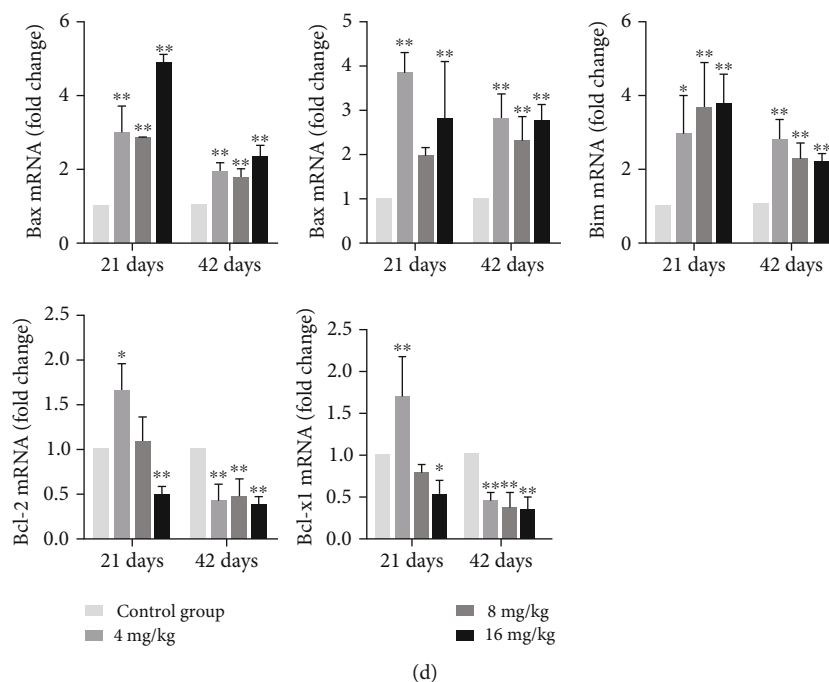 Bax mRNA (fold change)
6
4
2
0
**
**
**
**
**
**
21 days
42 days
Bax mRNA (fold change)
5
4
3
2
1
0
**
**
**
**
**
21 days
42 days
Bim mRNA (fold change)
6
4
2
0
*
**
**
**
**
**
21 days
42 days
Bcl-2 mRNA (fold change)
2.5
2.0
1.5
1.0
0.5
0.0
*
**
**
**
**
21 days
42 days
Bcl-x1 mRNA (fold change)
2.5
2.0
1.5
1.0
0.5
0.0
**
*
**
**
**
21 days
42 days
Control group
4 mg/kg
8 mg/kg
16 mg/kg
(d)